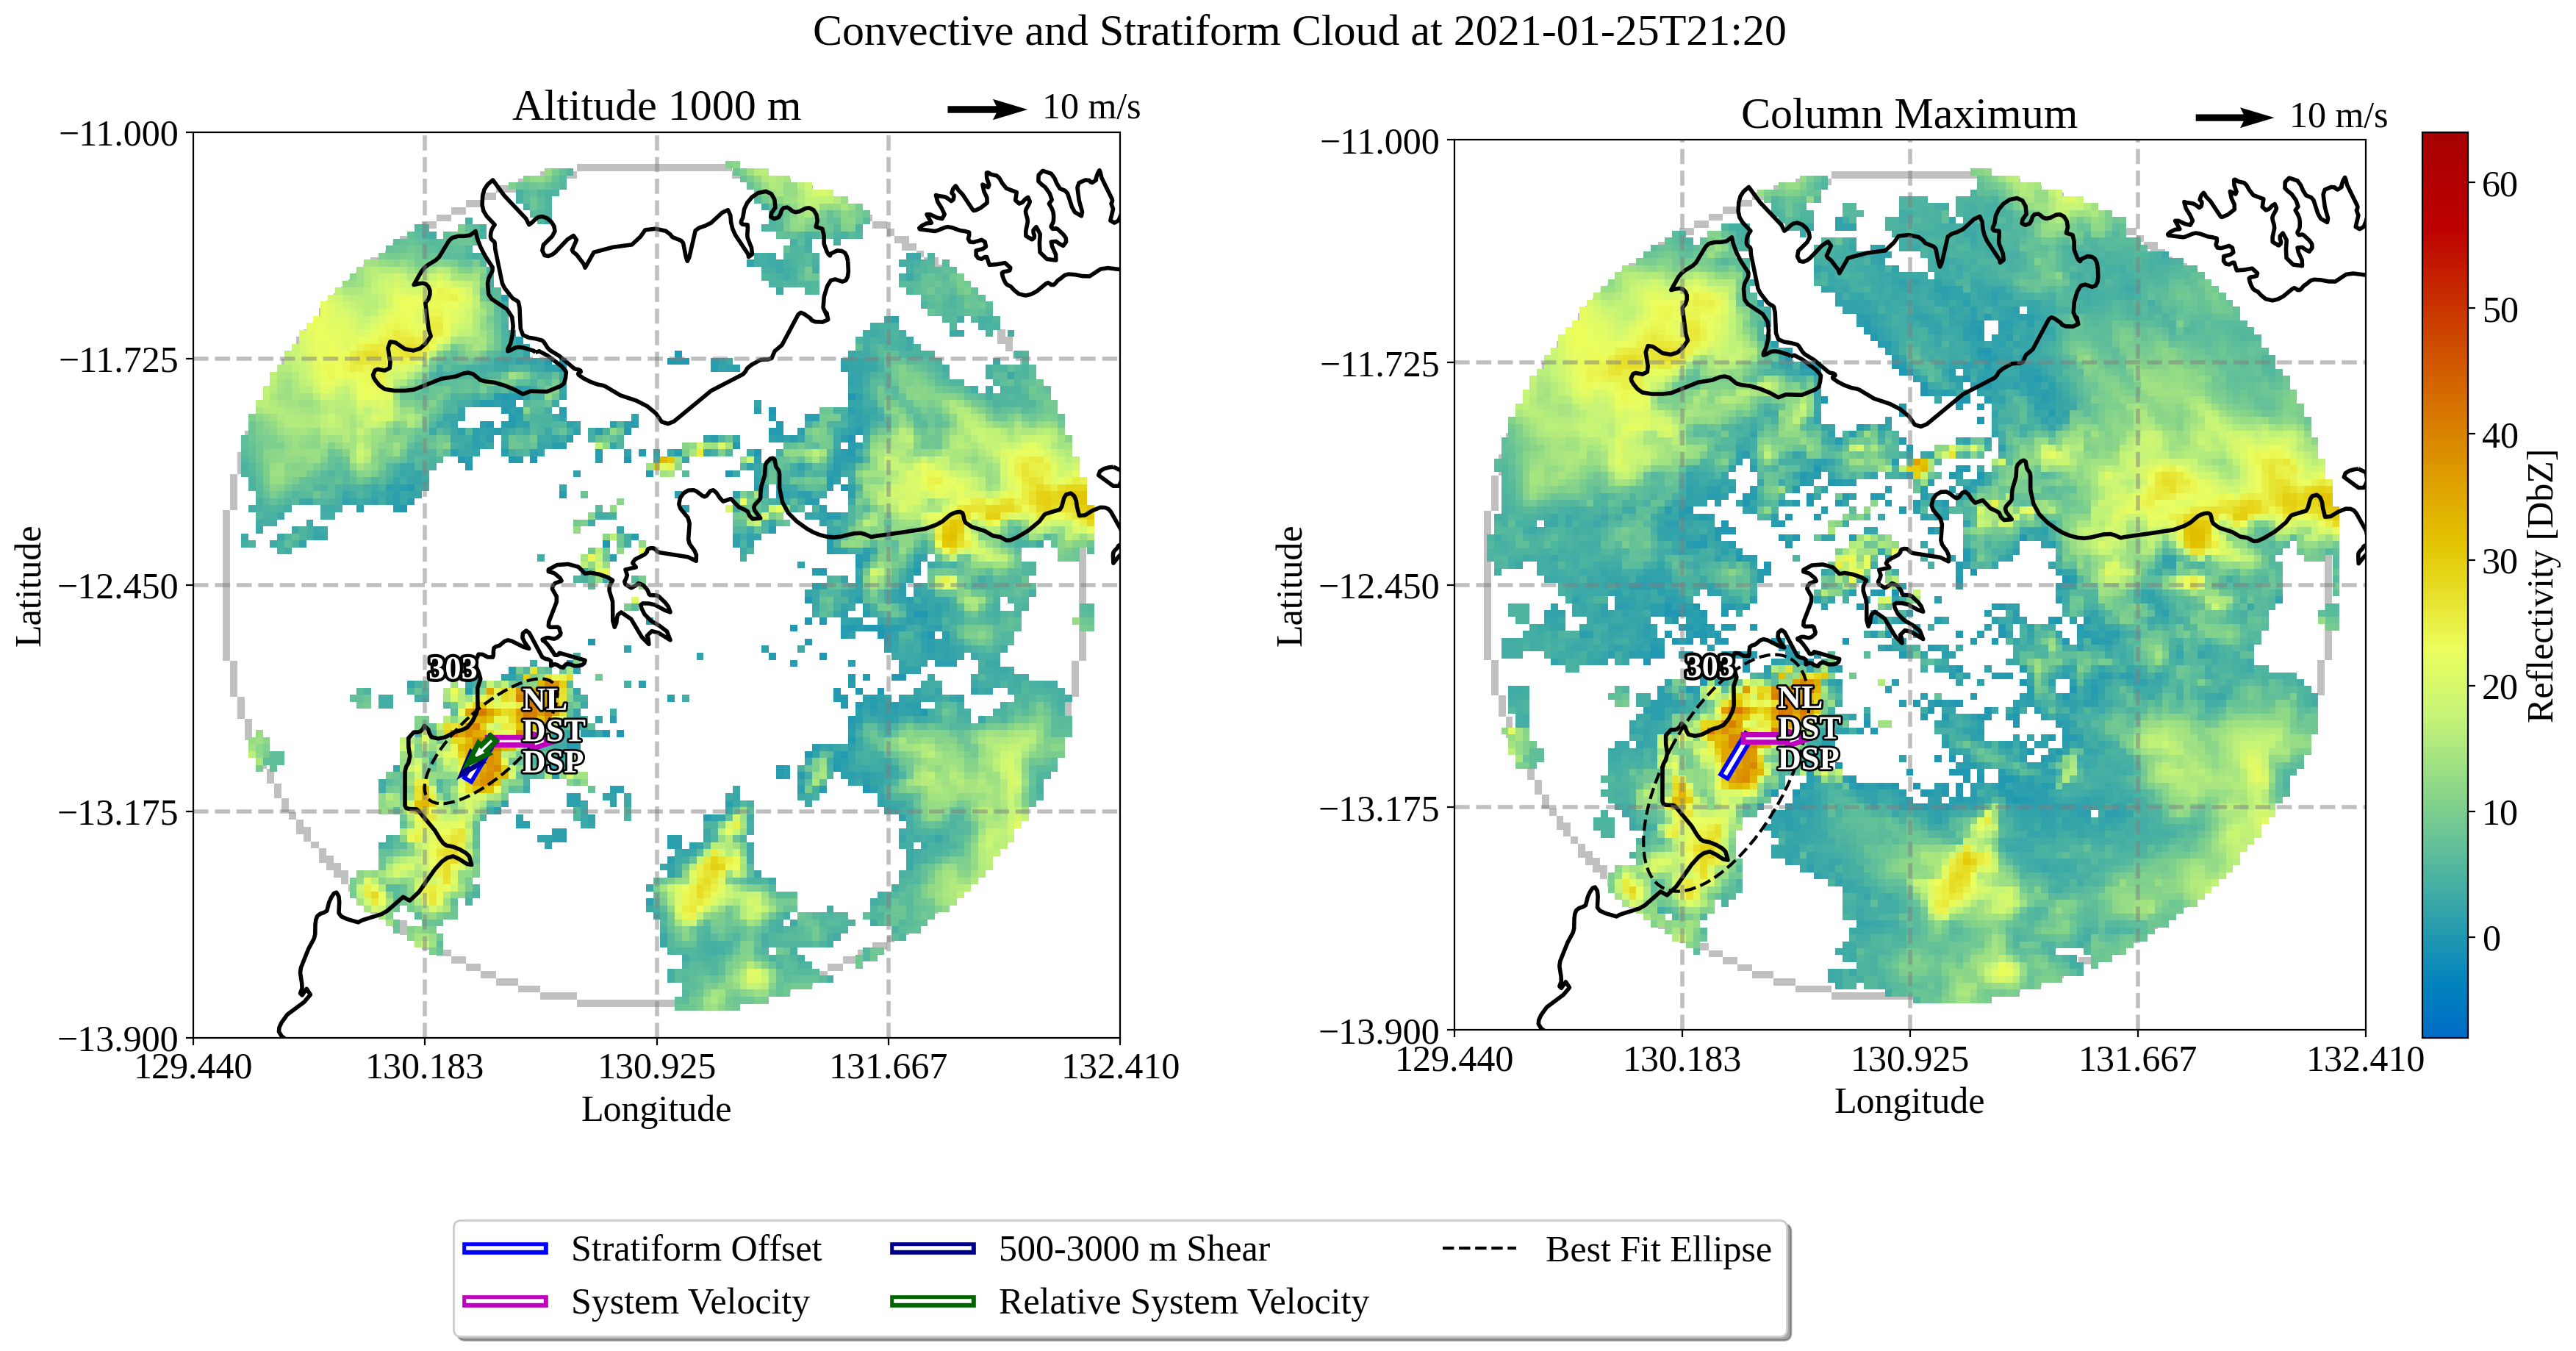 Convective and Stratiform Cloud at 2021-01-25T21:20
Altitude 1000 m
10 m/s
−11.000
−11.725
−12.450
−13.175
−13.900
Latitude
129.440
130.183
130.925
131.667
132.410
Longitude
303
NL
DST
DSP
Column Maximum
10 m/s
−11.000
−11.725
−12.450
−13.175
−13.900
Latitude
129.440
130.183
130.925
131.667
132.410
Longitude
303
NL
DST
DSP
60
50
40
30
20
10
0
Reflectivity [DbZ]
Stratiform Offset
System Velocity
500-3000 m Shear
Relative System Velocity
Best Fit Ellipse